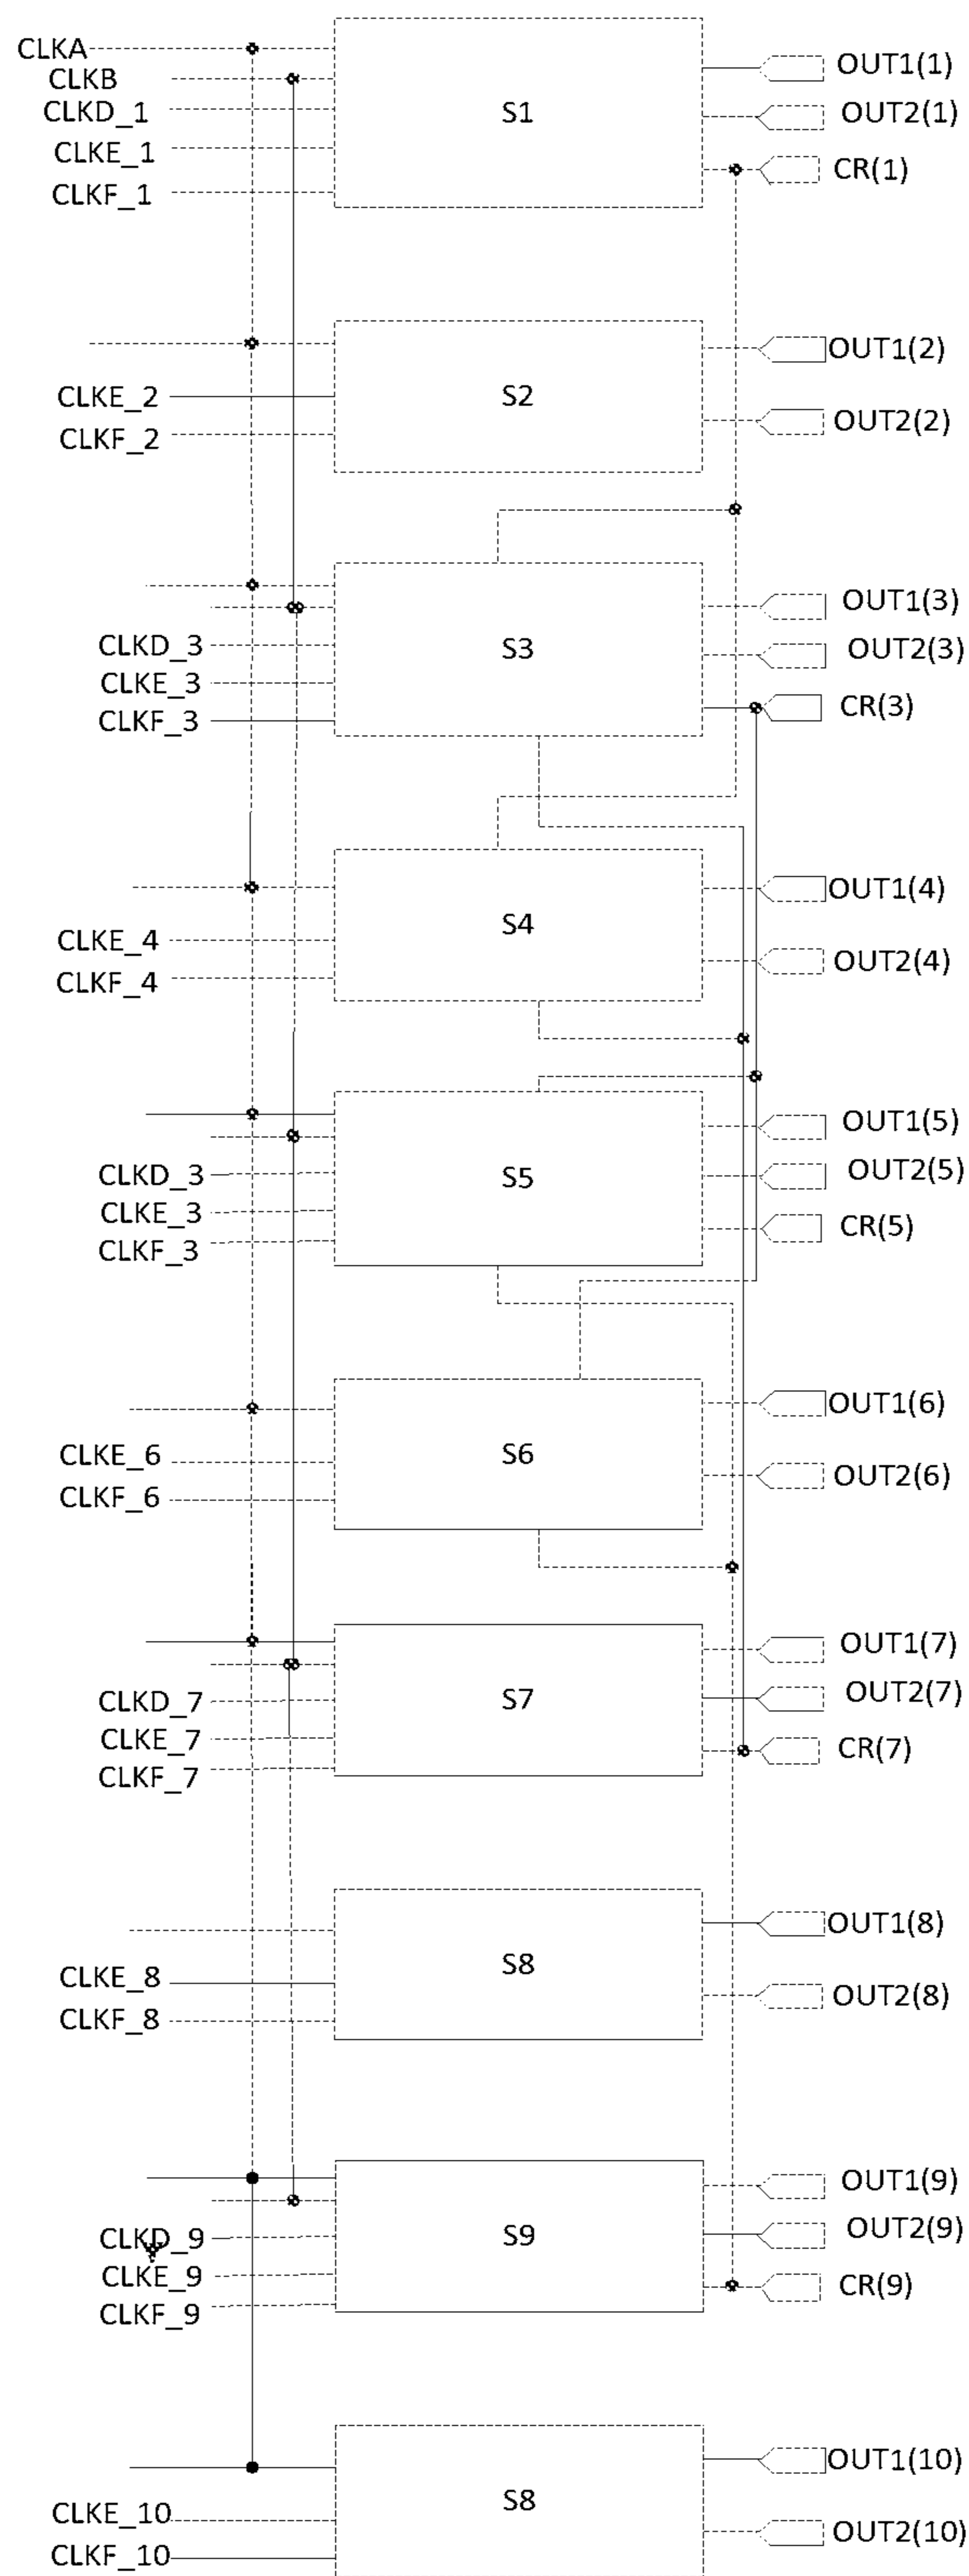 CLKA
CLKB
CLKD_1
CLKE_1
CLKF_1
S1
OUT1(1)
OUT2(1)
CR(1)
CLKE_2
CLKF_2
S2
OUT1(2)
OUT2(2)
CLKD_3
CLKE_3
CLKF_3
S3
OUT1(3)
OUT2(3)
CR(3)
CLKE_4
CLKF_4
S4
OUT1(4)
OUT2(4)
CLKD_3
CLKE_3
CLKF_3
S5
OUT1(5)
OUT2(5)
CR(5)
CLKE_6
CLKF_6
S6
OUT1(6)
OUT2(6)
CLKD_7
CLKE_7
CLKF_7
S7
OUT1(7)
OUT2(7)
CR(7)
CLKE_8
CLKF_8
S8
OUT1(8)
OUT2(8)
CLKD_9
CLKE_9
CLKF_9
S9
OUT1(9)
OUT2(9)
CR(9)
CLKE_10
CLKF_10
S8
OUT1(10)
OUT2(10)